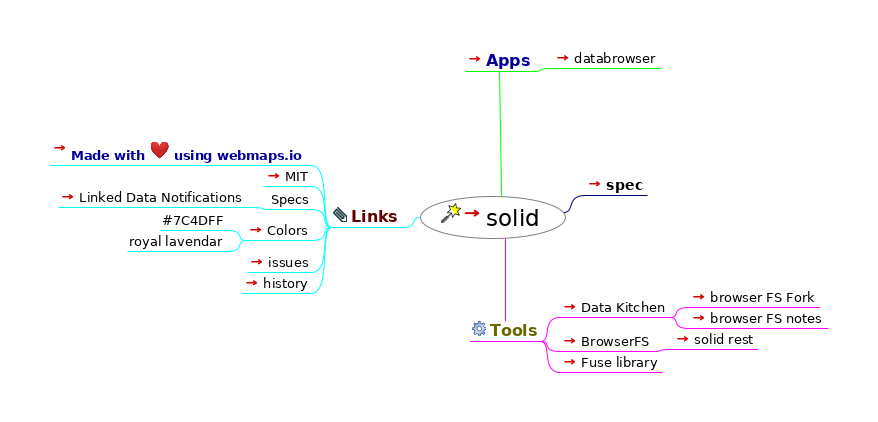 Apps
databrowser
Made with ❤ using webmaps.io
MIT
Linked Data Notifications
Specs
spec
#7C4DFF
Colors
royal lavendar
Links
solid
issues
history
Tools
Data Kitchen
browser FS Fork
browser FS notes
BrowserFS
solid rest
Fuse library